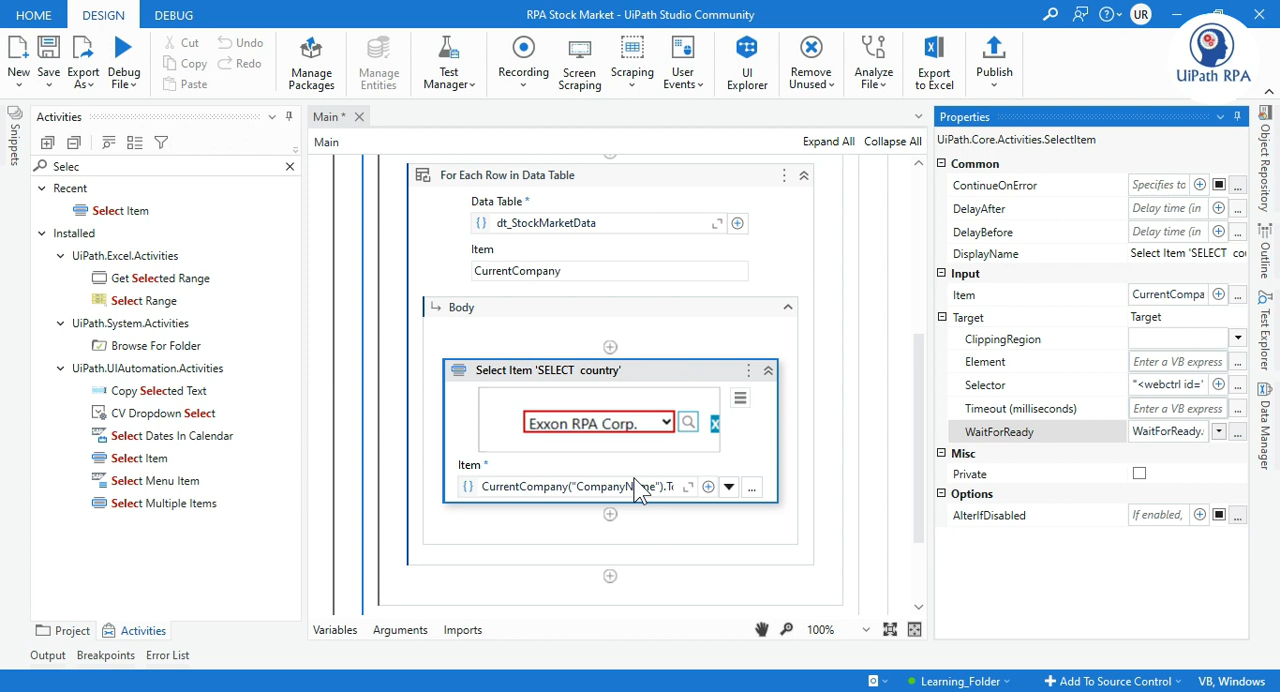 HOME
DESIGN
DEBUG
RPA Stock Market - UiPath Studio Community
UR
New
Save
Export As
Debug File
Cut
Copy
Paste
Undo
Redo
Manage Packages
Manage Entities
Test Manager
Recording
Screen Scraping
Scraping
User Events
UI Explorer
Remove Unused
Analyze File
Export to Excel
Publish
UiPath RPA
Snippets
Activities
Selec
Recent
Select Item
Installed
UiPath.Excel.Activities
Get Selected Range
Select Range
UiPath.System.Activities
Browse For Folder
UiPath.UIAutomation.Activities
Copy Selected Text
CV Dropdown Select
Select Dates In Calendar
Select Item
Select Menu Item
Select Multiple Items
Project
Activities
Output
Breakpoints
Error List
Main *
Main
Expand All
Collapse All
For Each Row in Data Table
Data Table *
dt_StockMarketData
Item
CurrentCompany
Body
Select Item 'SELECT country'
Exxon RPA Corp.
X
Item *
Variables
Arguments
Imports
100%
Properties
UiPath.Core.Activities.SelectItem
Common
ContinueOnError Specifies to ...
DelayAfter Delay time (in ...
DelayBefore Delay time (in ...
DisplayName Select Item 'SELECT cou
Input
Item CurrentCompa ...
Target Target
ClippingRegion
Element Enter a VB express ...
Selector "<webctrl id=' ...
Timeout (milliseconds) Enter a VB express ...
WaitForReady WaitForReady. ...
Misc
Private
Options
AlterIfDisabled If enabled, ...
Object Repository
Outline
Test Explorer
Data Manager
Learning_Folder
Add To Source Control
VB, Windows